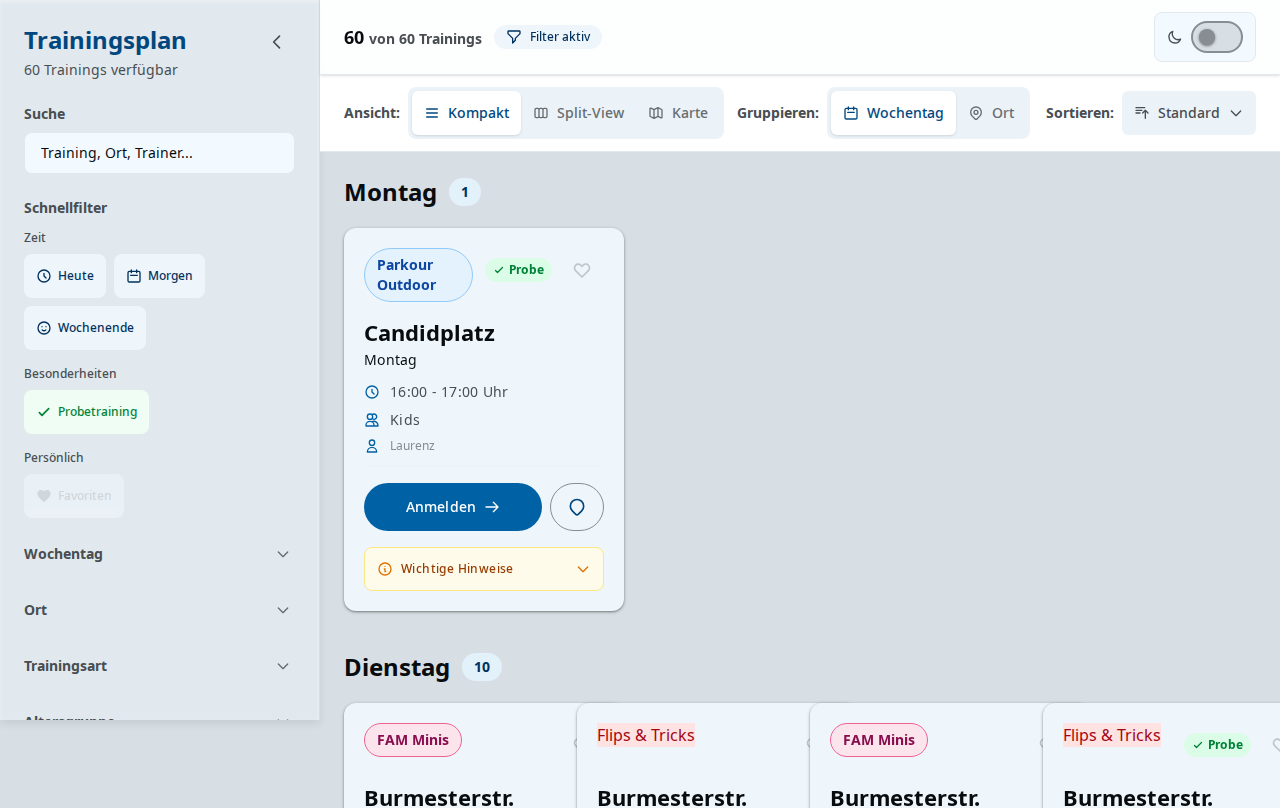 Trainingsplan
60 Trainings verfügbar
Suche
Training, Ort, Trainer...
Schnellfilter
Zeit
Heute
Morgen
Wochenende
Besonderheiten
Probetraining
Persönlich
Favoriten
Wochentag
Ort
Trainingsart
Altersgruppe
60 von 60 Trainings
Filter aktiv
Ansicht:
Kompakt
Split-View
Karte
Gruppieren:
Wochentag
Ort
Sortieren:
Standard
Montag
1
Parkour
Outdoor
Probe
Candidplatz
Montag
16:00 - 17:00 Uhr
Kids
Laurenz
Anmelden
Wichtige Hinweise
Dienstag
10
FAM Minis
Burmesterstr.
Flips & Tricks
Burmesterstr.
FAM Minis
Burmesterstr.
Flips & Tricks
Probe
Burmesterstr.